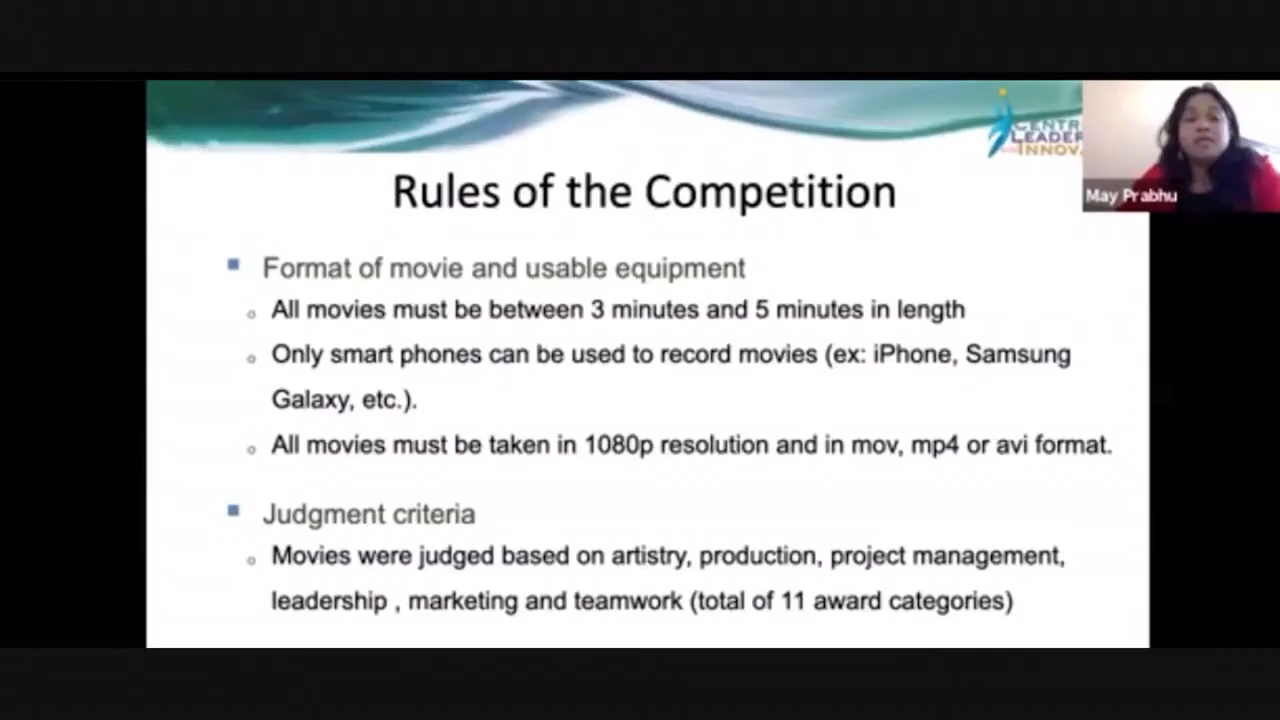 CENTR
LEADER
INNOVA
May Prabhu
Rules of the Competition
Format of movie and usable equipment
All movies must be between 3 minutes and 5 minutes in length
Only smart phones can be used to record movies (ex: iPhone, Samsung
Galaxy, etc.).
All movies must be taken in 1080p resolution and in mov, mp4 or avi format.
Judgment criteria
Movies were judged based on artistry, production, project management,
leadership , marketing and teamwork (total of 11 award categories)